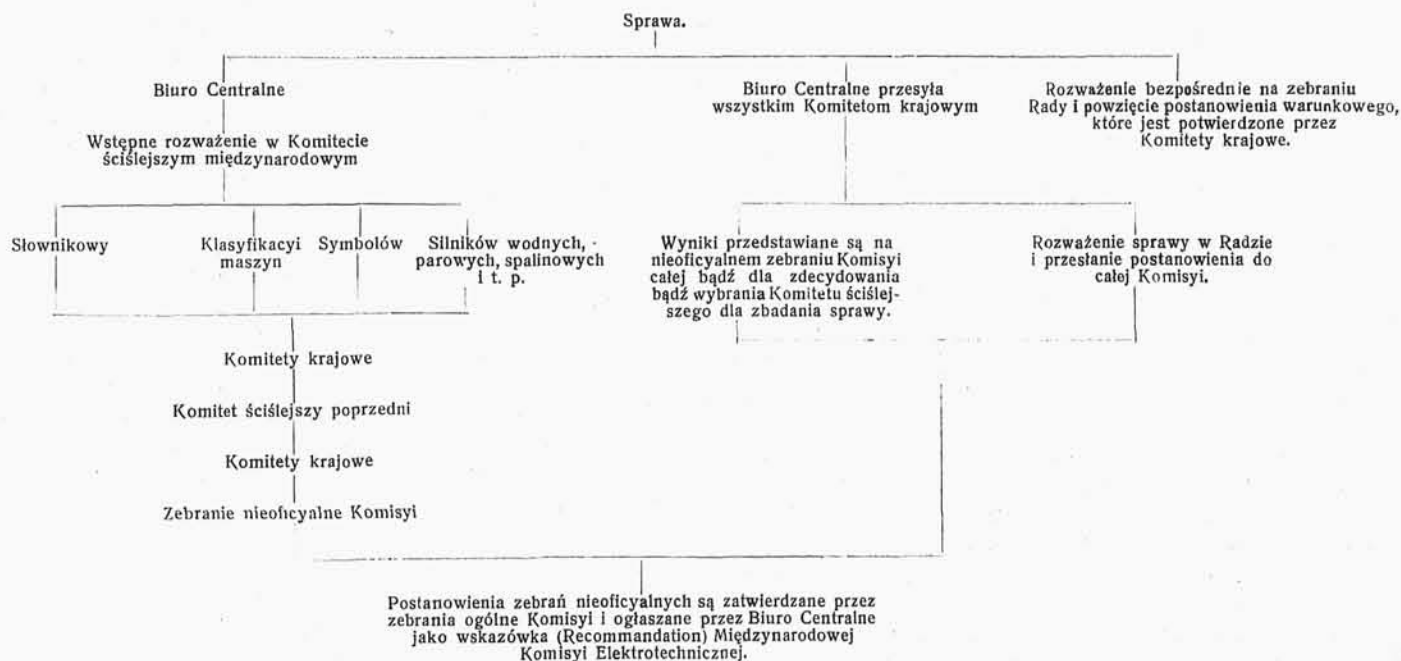 Sprawa.
Biuro Centralne
Wstępne rozważenie w Komitecie
ściślejszym międzynarodowym
Słownikowy
Klasyfikacyi
maszyn
Symbolów
Silników wodnych,
parowych, spalinowych
i t. p.
Komitety krajowe
Komitet ściślejszy poprzedni
Komitety krajowe
Zebranie nieoficyalne Komisyi
Biuro Centralne przesyła
wszystkim Komitetom krajowym
Wyniki przedstawiane są na
nieoficyalnem zebraniu Komisyi
całej bądź dla zdecydowania
bądź wybrania Komitetu ściślej-
szego dla zbadania sprawy.
Rozważenie sprawy w Radzie
i przesłanie postanowienia do
całej Komisyi.
Rozważenie bezpośrednie na zebraniu
Rady i powzięcie postanowienia warunkowego,
które jest potwierdzone przez
Komitety krajowe.
Postanowienia zebrań nieoficyalnych są zatwierdzane przez
zebrania ogólne Komisyi i ogłaszane przez Biuro Centralne
jako wskazówka (Recommandation) Międzynarodowej
Komisyi Elektrotechnicznej.